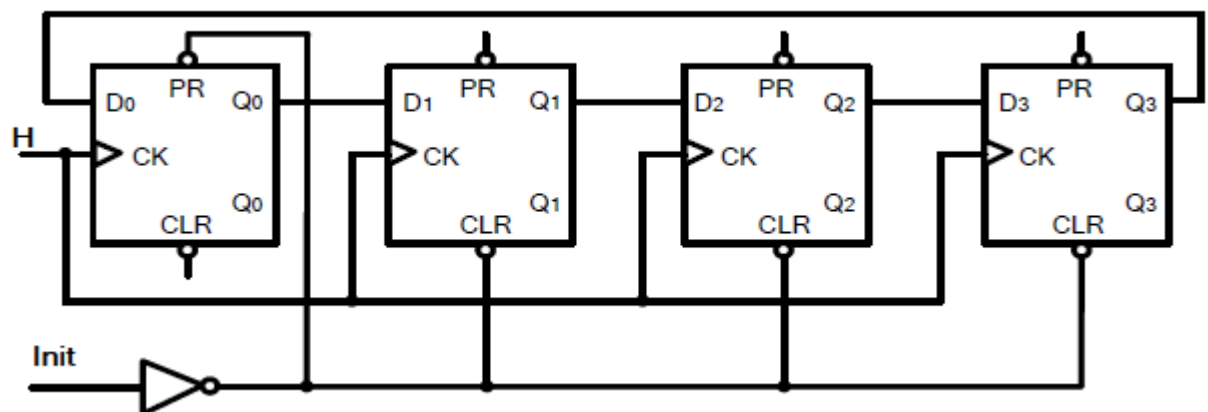 PR PR PR PR
D0 Q0 D1 Q1 D2 Q2 D3 Q3
H
CK CK CK CK
Q0 Q1 Q2 Q3
CLR CLR CLR CLR
Init